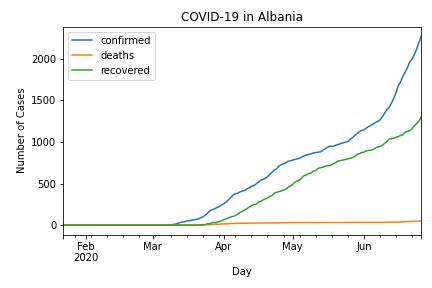 COVID-19 in Albania
confirmed
deaths
recovered
Number of Cases
2000
1500
1000
500
0
Feb
2020
Mar
Apr
May
Jun
Day